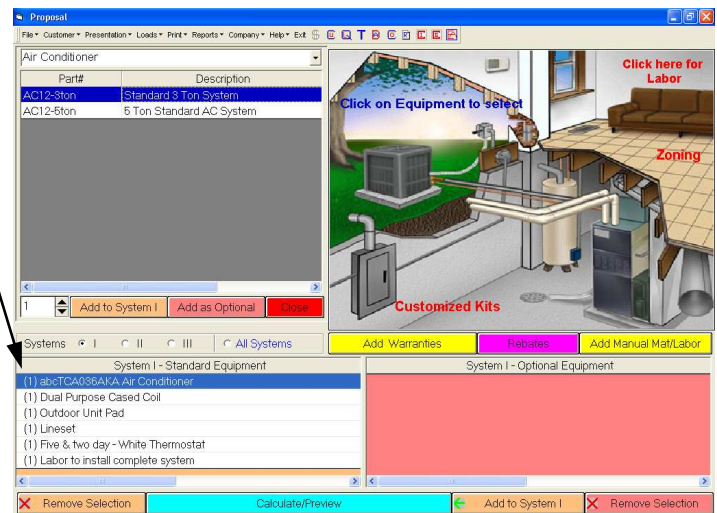 Proposal
File Customer Presentation Loads Print Reports Company Help Exit
Air Conditioner
Part# Description
AC12-3ton Standard 3 Ton System
AC12-5ton 5 Ton Standard AC System
Click here for
Labor
Click on Equipment to select
Zoning
Customized Kits
1 Add to System I Add as Optional Close
Systems I II III All Systems
Add Warranties Rebates Add Manual Mat/Labor
System I - Standard Equipment
(1) abcTCA036AKA Air Conditioner
(1) Dual Purpose Cased Coil
(1) Outdoor Unit Pad
(1) Lineset
(1) Five & two day - White Thermostat
(1) Labor to install complete system
System I - Optional Equipment
Remove Selection Calculate/Preview Add to System I Remove Selection